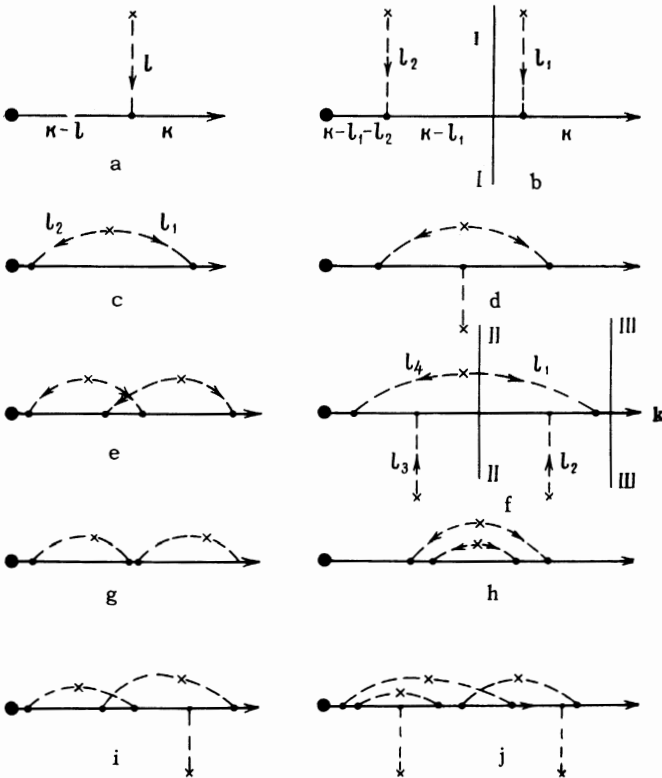 l
κ-l κ
a
I
l₂ l₁
κ-l₁-l₂ κ-l₁ κ
I
b
l₂ l₁
c
d
II III
l₄ l₁
k
e
l₃ l₂
II III
f
g
h
i
j